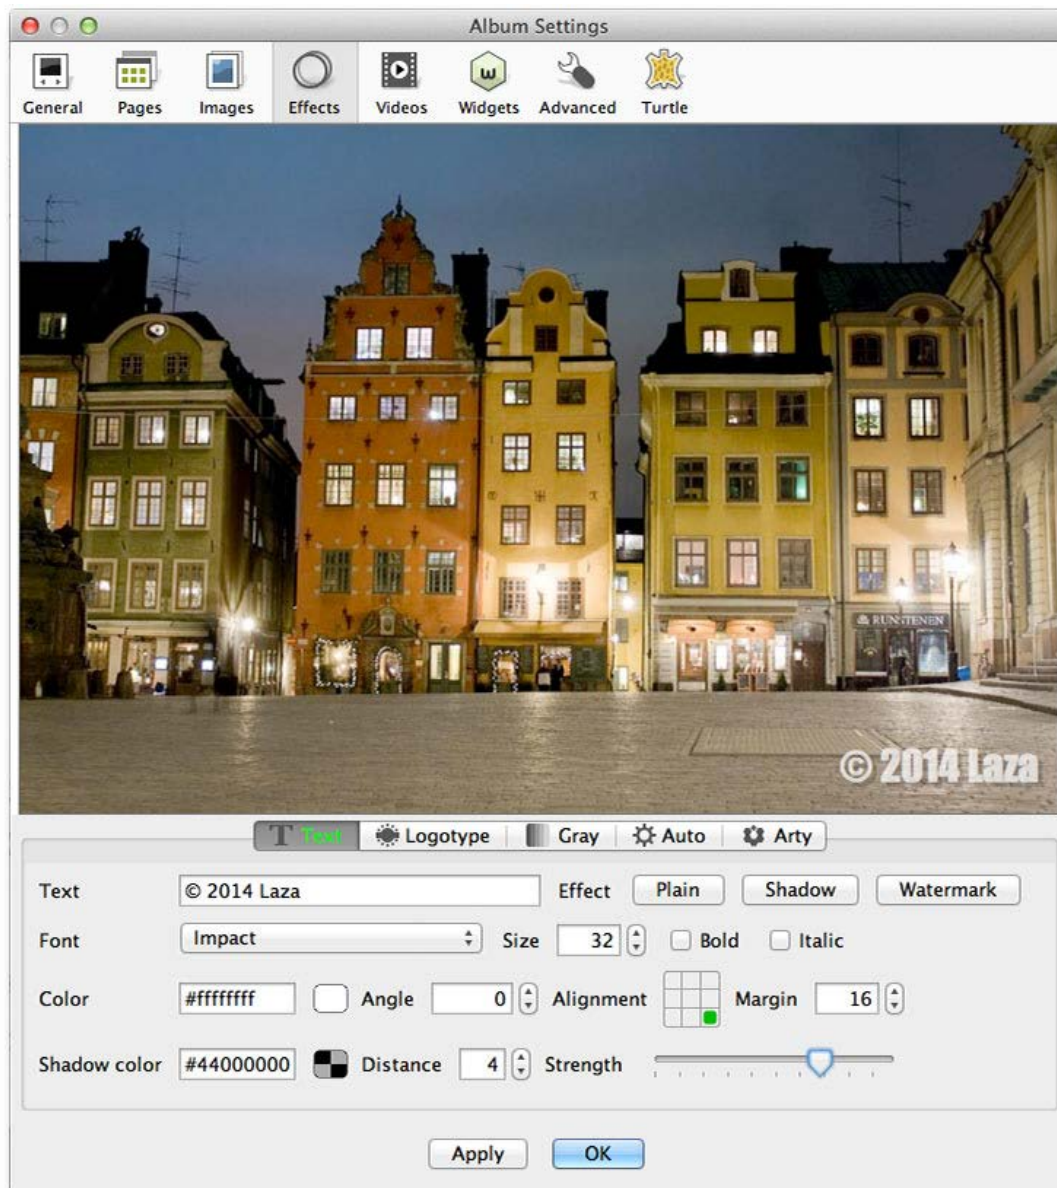 Album Settings
General Pages Images Effects Videos Widgets Advanced Turtle
RUNSTENEN
© 2014 Laza
Text Logotype Gray Auto Arty
Text © 2014 Laza Effect Plain Shadow Watermark
Font Impact Size 32 Bold Italic
Color #ffffffff Angle 0 Alignment Margin 16
Shadow color #44000000 Distance 4 Strength
Apply OK